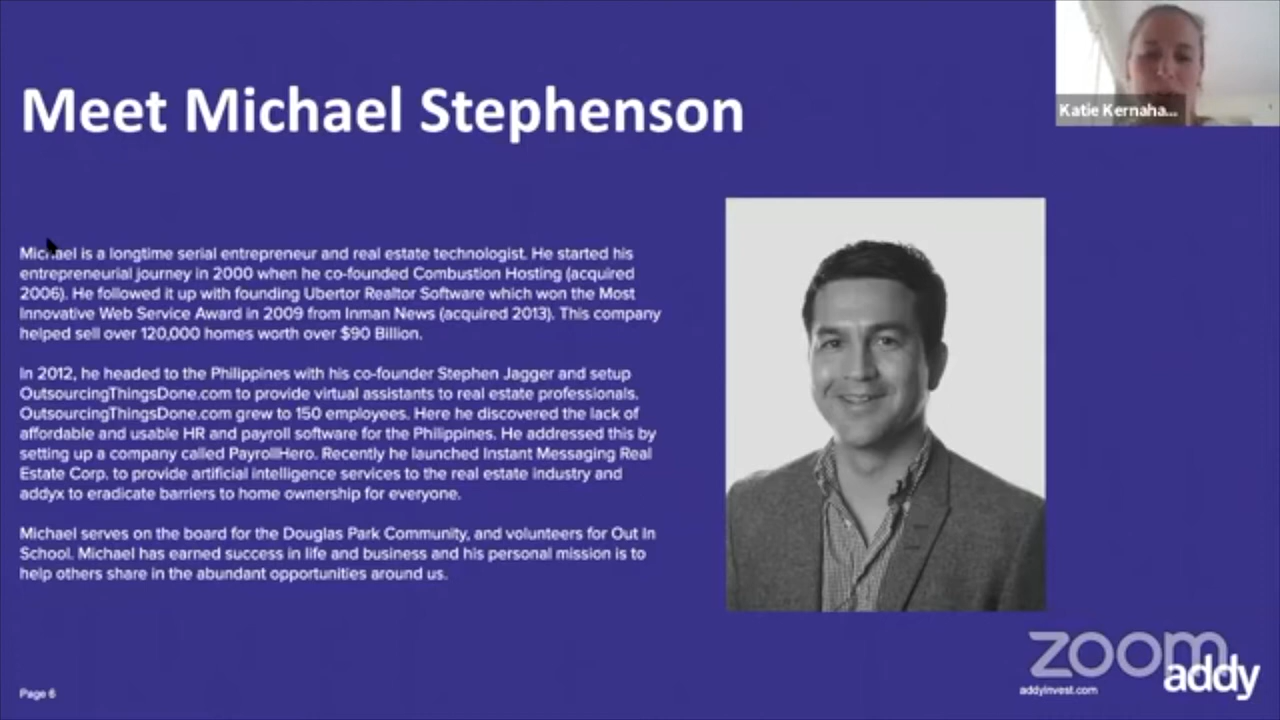 Meet Michael Stephenson
Katie Kernaha...
Michael is a longtime serial entrepreneur and real estate technologist. He started his
entrepreneurial journey in 2000 when he co-founded Combustion Hosting (acquired
2006). He followed it up with founding Ubertor Realtor Software which won the Most
Innovative Web Service Award in 2009 from Inman News (acquired 2013). This company
helped sell over 120,000 homes worth over $90 Billion.
In 2012, he headed to the Philippines with his co-founder Stephen Jagger and setup
OutsourcingThingsDone.com to provide virtual assistants to real estate professionals.
OutsourcingThingsDone.com grew to 150 employees. Here he discovered the lack of
affordable and usable HR and payroll software for the Philippines. He addressed this by
setting up a company called PayrollHero. Recently he launched Instant Messaging Real
Estate Corp. to provide artificial intelligence services to the real estate industry and
addyx to eradicate barriers to home ownership for everyone.
Michael serves on the board for the Douglas Park Community, and volunteers for Out In
School. Michael has earned success in life and business and his personal mission is to
help others share in the abundant opportunities around us.
zoom
addy
addyinvest.com
Page 6